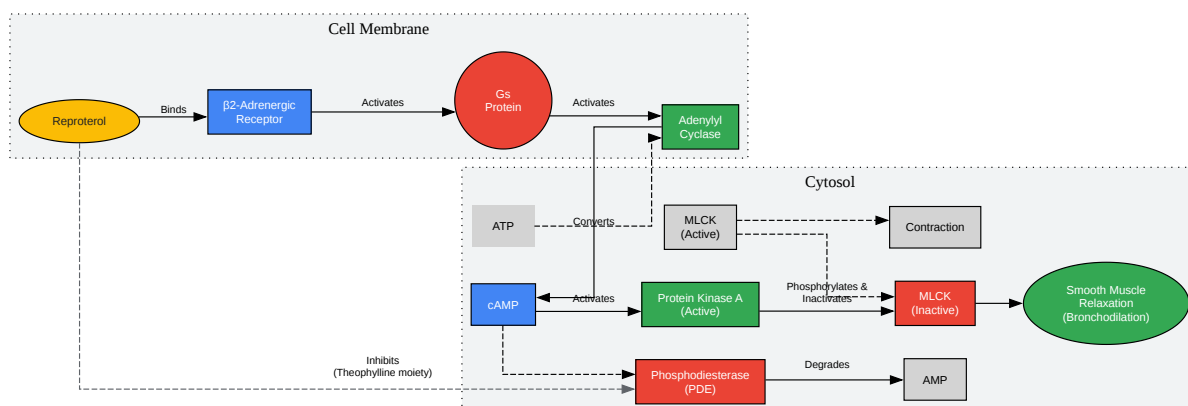 Cell Membrane
Reproterol
Binds
β2-Adrenergic
Receptor
Activates
Gs
Protein
Activates
Adenylyl
Cyclase
Cytosol
ATP
Converts
MLCK
(Active)
Contraction
cAMP
Activates
Protein Kinase A
(Active)
Phosphorylates &
Inactivates
MLCK
(Inactive)
Smooth Muscle
Relaxation
(Bronchodilation)
Inhibits
(Theophylline moiety)
Phosphodiesterase
(PDE)
Degrades
AMP